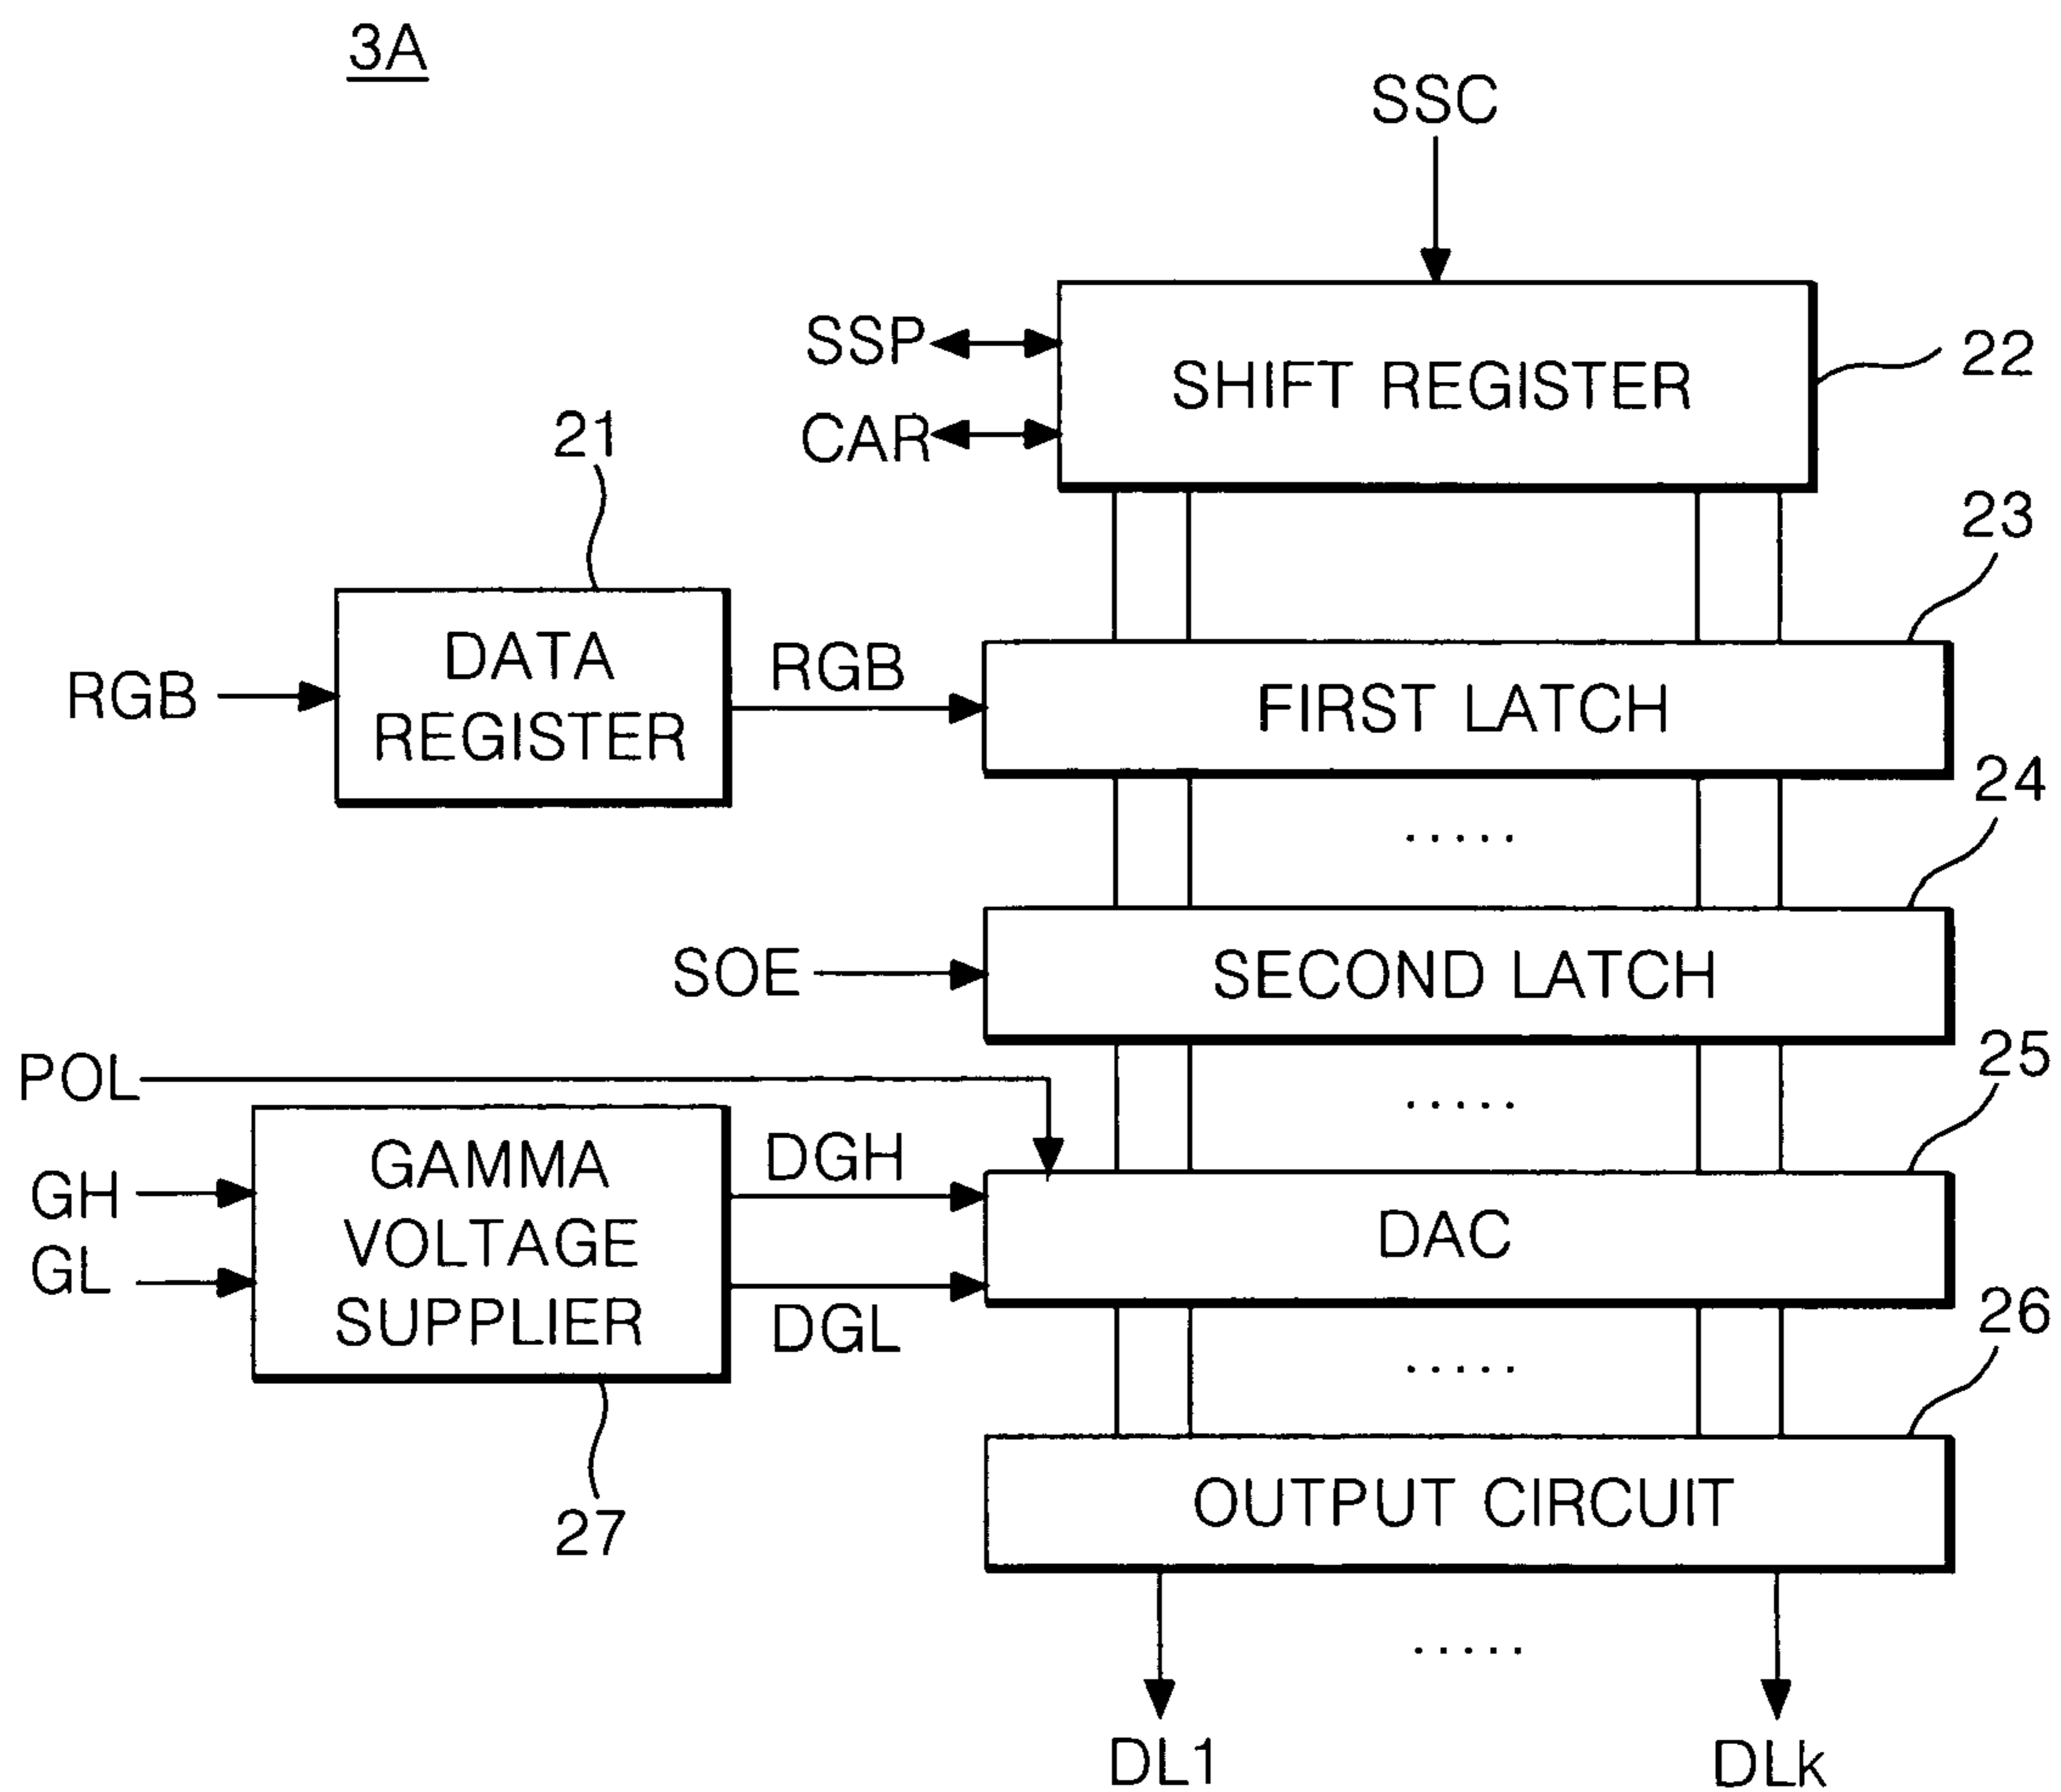 3A
SSC
SSP
SHIFT REGISTER
22
CAR
21
23
DATA
REGISTER
RGB
RGB
FIRST LATCH
24
SOE
SECOND LATCH
25
POL
GAMMA
VOLTAGE
SUPPLIER
GH
GL
DGH
DGL
DAC
26
27
OUTPUT CIRCUIT
DL1
DLk